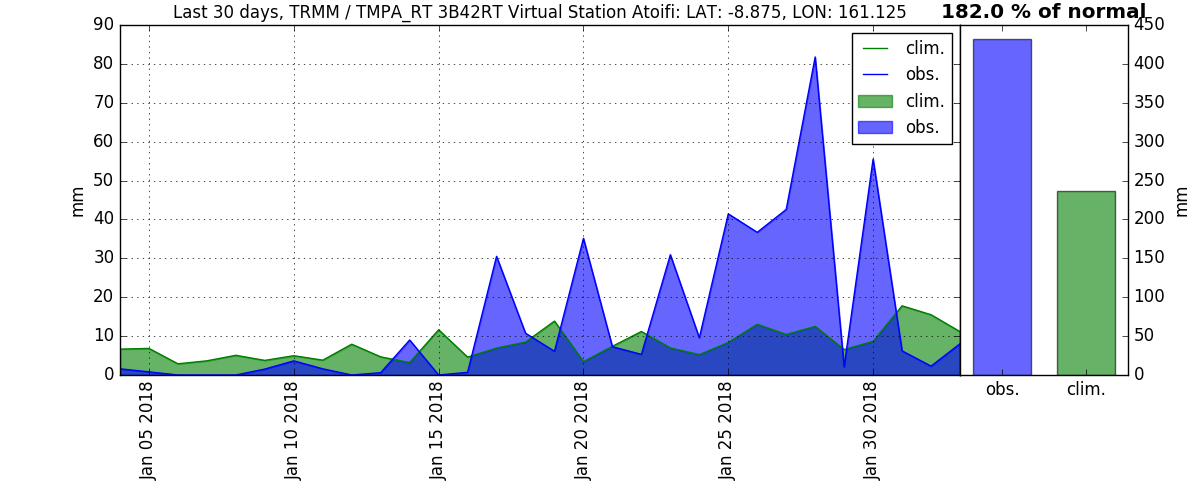 Last 30 days, TRMM / TMPA_RT 3B42RT Virtual Station Atoifi: LAT: -8.875, LON: 161.125
182.0 % of normal
90
80
70
60
50
40
30
20
10
0
mm
clim.
obs.
clim.
obs.
Jan 05 2018
Jan 10 2018
Jan 15 2018
Jan 20 2018
Jan 25 2018
Jan 30 2018
450
400
350
300
250
200
150
100
50
0
mm
obs.
clim.